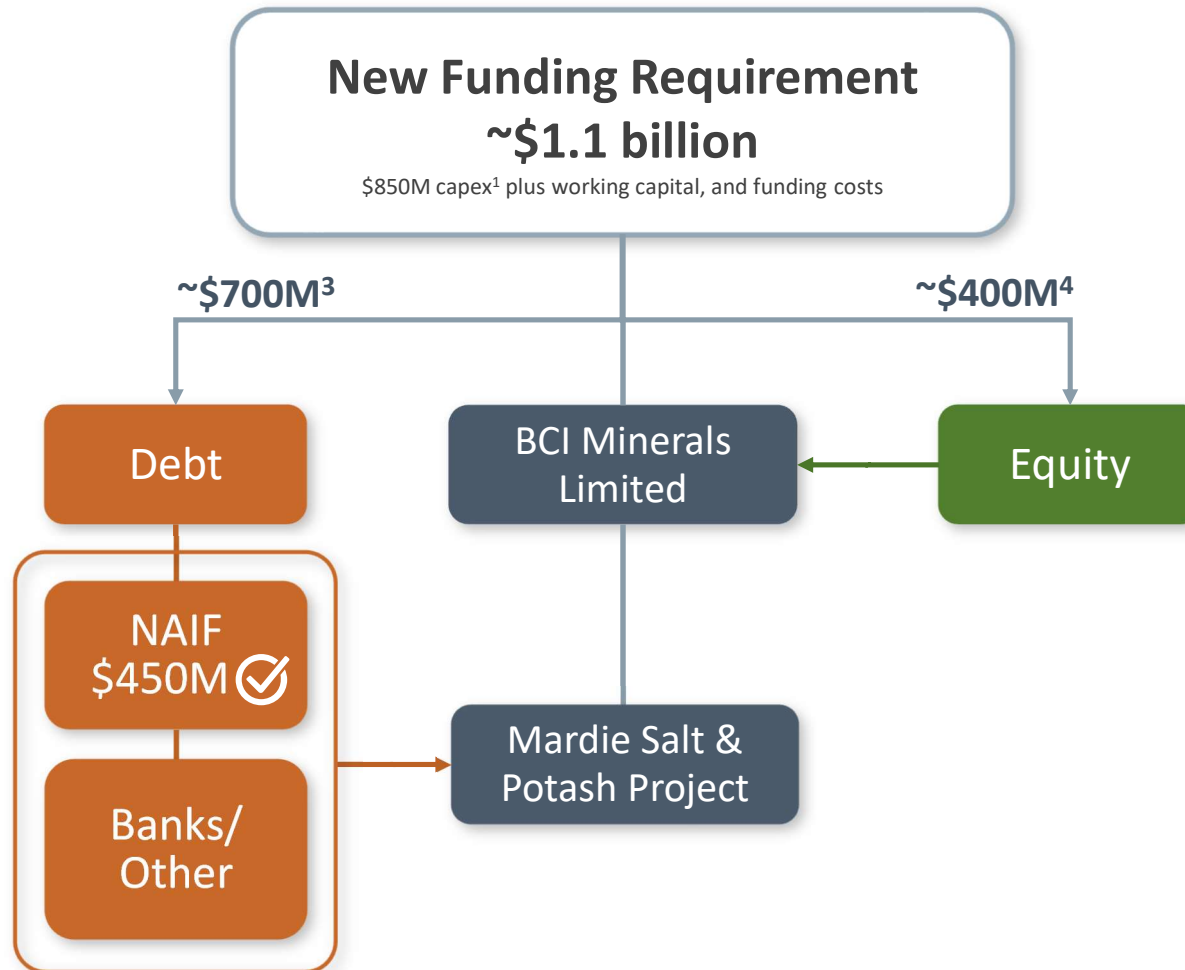 New Funding Requirement
~$1.1 billion
$850M capex¹ plus working capital, and funding costs
~$700M³
~$400M⁴
Debt
BCI Minerals
Limited
Equity
NAIF
$450M
Mardie Salt &
Potash Project
Banks/
Other